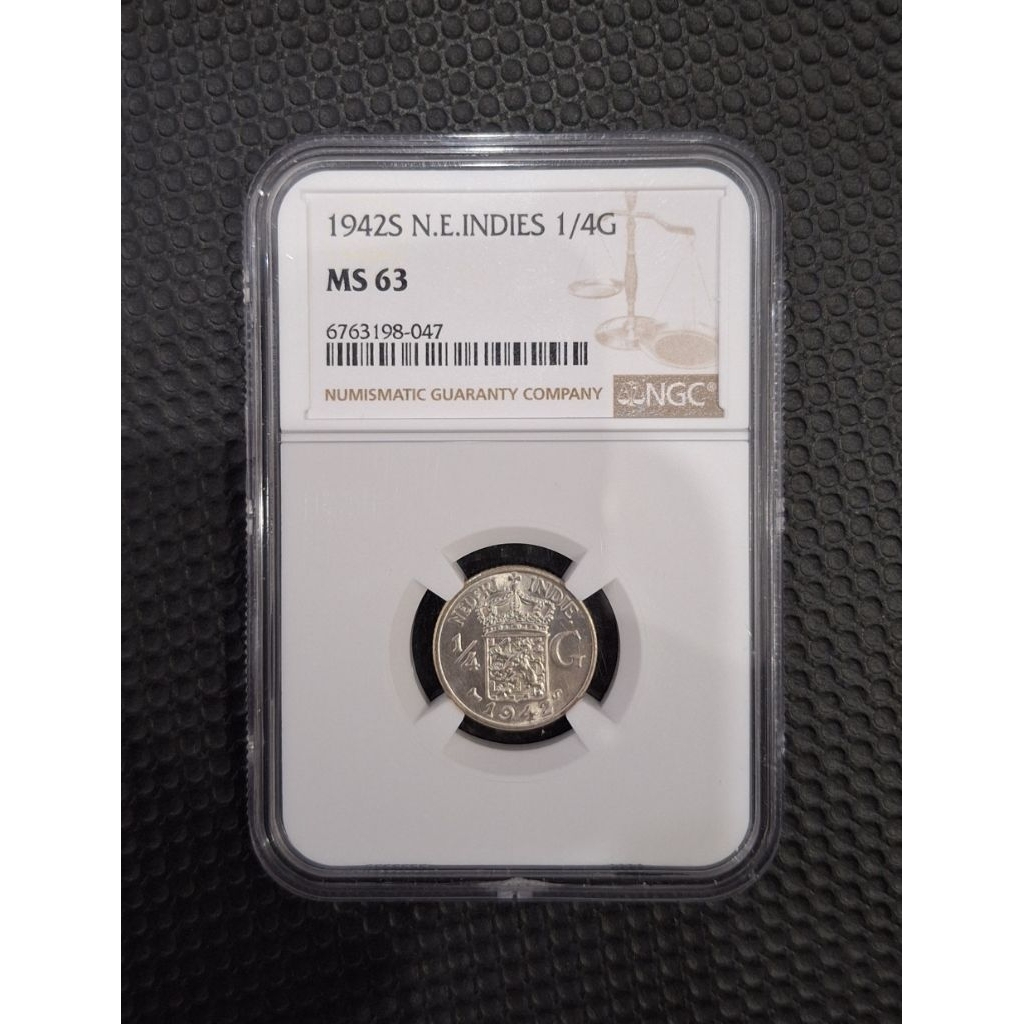 1942S N.E.INDIES 1/4G
MS 63
6763198-047
NUMISMATIC GUARANTY COMPANY
NGC®
NEDERL INDIE.
1/4 G
1942 S